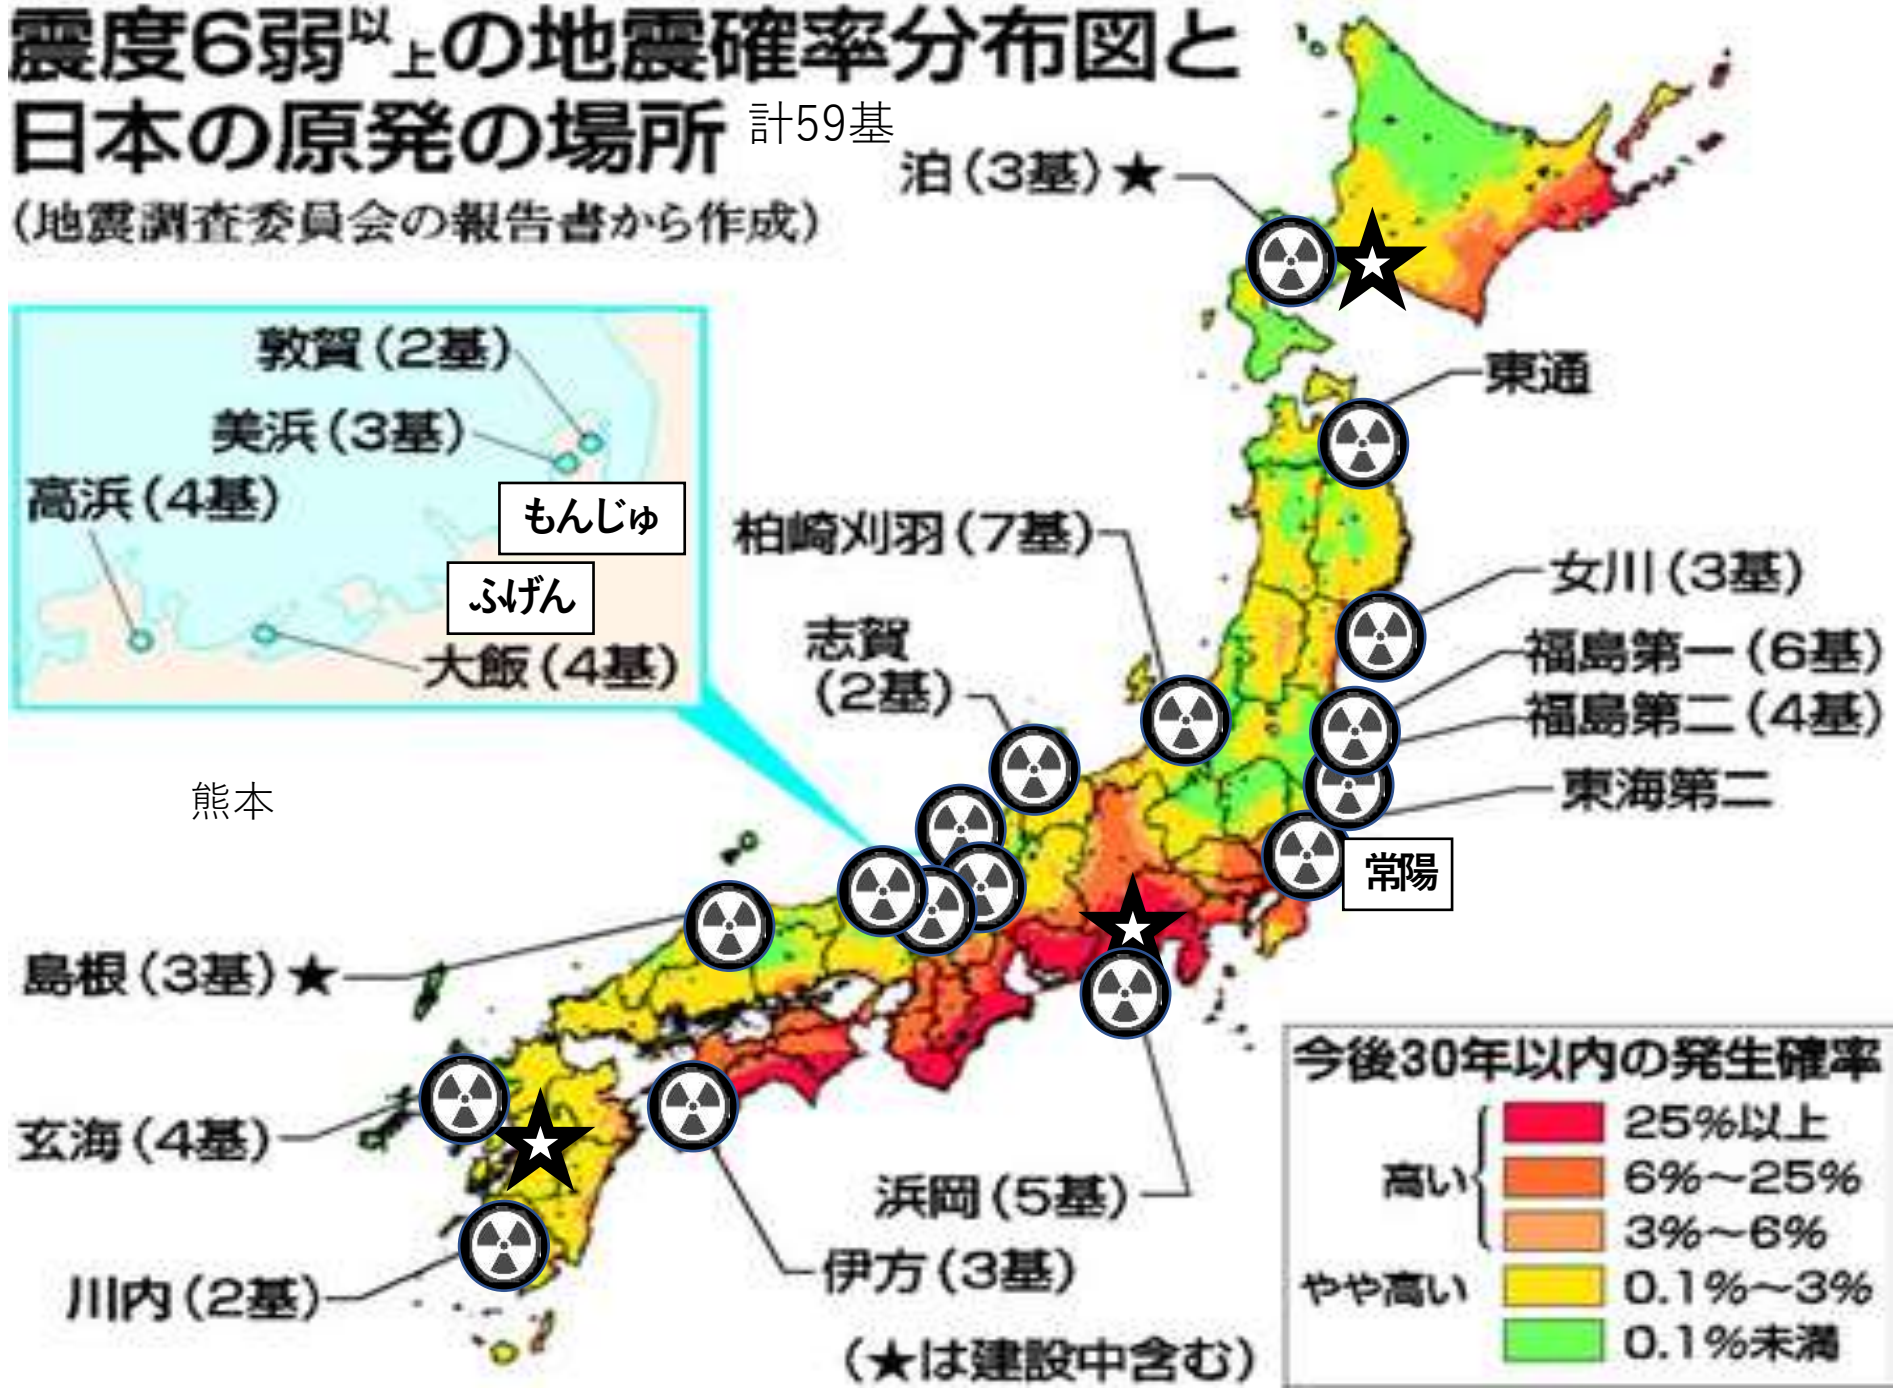 震度6弱以上の地震確率分布図と
日本の原発の場所 計59基
(地震調査委員会の報告書から作成)
泊(3基)★
東通
敦賀(2基)
美浜(3基)
高浜(4基)
もんじゅ
ふげん
大飯(4基)
柏崎刈羽(7基)
志賀
(2基)
女川(3基)
福島第一(6基)
福島第二(4基)
東海第二
常陽
熊本
島根(3基)★
玄海(4基)
川内(2基)
浜岡(5基)
伊方(3基)
(★は建設中含む)
今後30年以内の発生確率
高い
25%以上
6%~25%
3%~6%
やや高い
0.1%~3%
0.1%未満